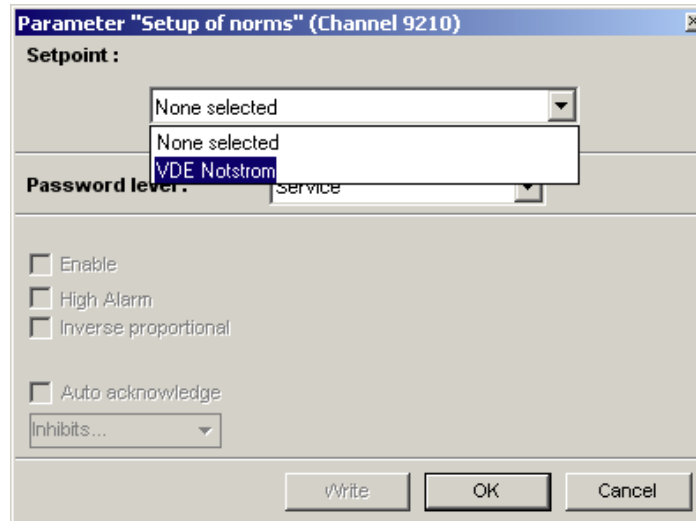 Parameter "Setup of norms" (Channel 9210)
Setpoint :
None selected
None selected
VDE Notstrom
Password level :
Service
Enable
High Alarm
Inverse proportional
Auto acknowledge
Inhibits...
Write
OK
Cancel